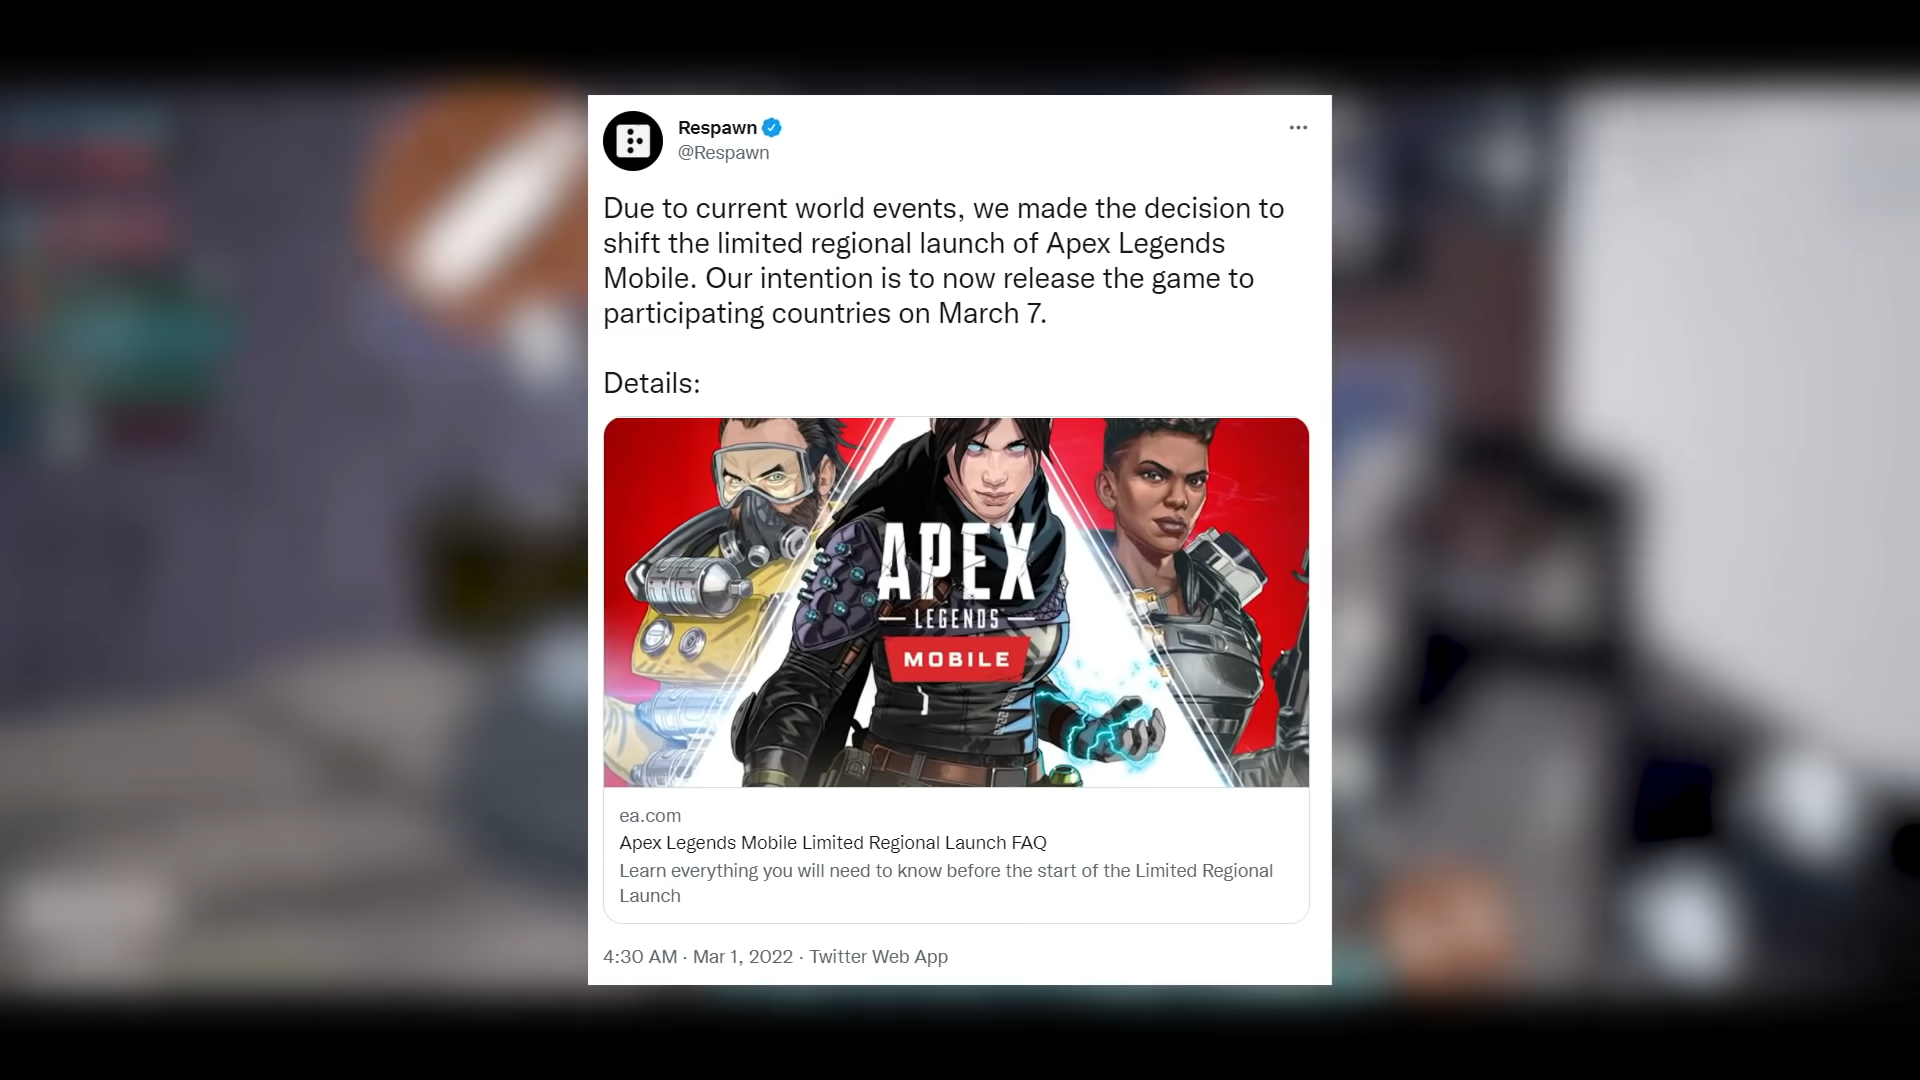 Respawn
@Respawn
Due to current world events, we made the decision to
shift the limited regional launch of Apex Legends
Mobile. Our intention is to now release the game to
participating countries on March 7.
Details:
APEX
LEGENDS
MOBILE
ea.com
Apex Legends Mobile Limited Regional Launch FAQ
Learn everything you will need to know before the start of the Limited Regional
Launch
4:30 AM · Mar 1, 2022 · Twitter Web App